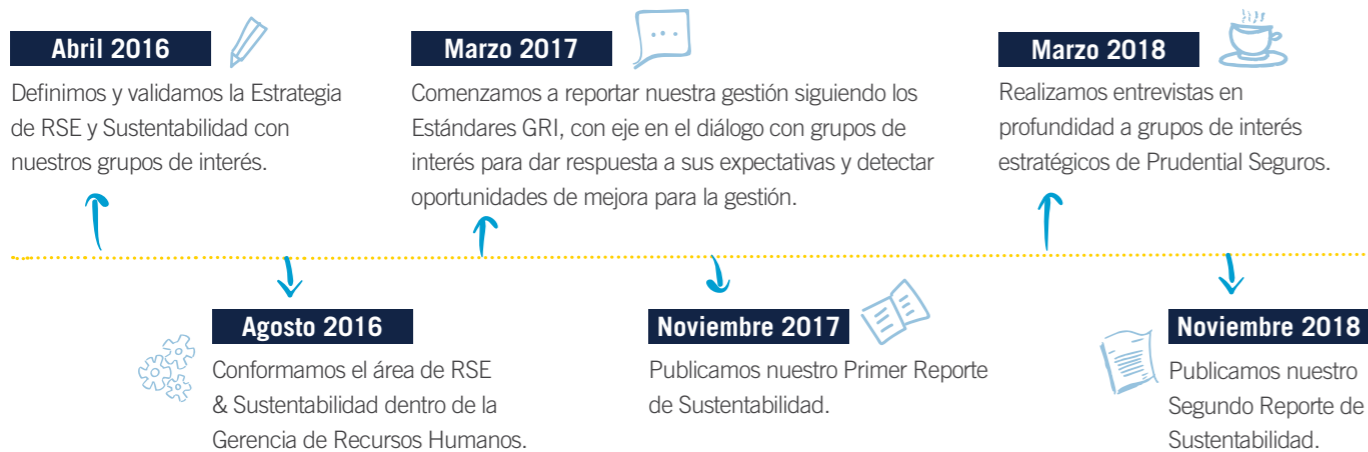 Abril 2016
Definimos y validamos la Estrategia
de RSE y Sustentabilidad con
nuestros grupos de interés.
Agosto 2016
Conformamos el área de RSE
& Sustentabilidad dentro de la
Gerencia de Recursos Humanos.
Marzo 2017
Comenzamos a reportar nuestra gestión siguiendo los
Estándares GRI, con eje en el diálogo con grupos de
interés para dar respuesta a sus expectativas y detectar
oportunidades de mejora para la gestión.
Noviembre 2017
Publicamos nuestro Primer Reporte
de Sustentabilidad.
Marzo 2018
Realizamos entrevistas en
profundidad a grupos de interés
estratégicos de Prudential Seguros.
Noviembre 2018
Publicamos nuestro
Segundo Reporte de
Sustentabilidad.